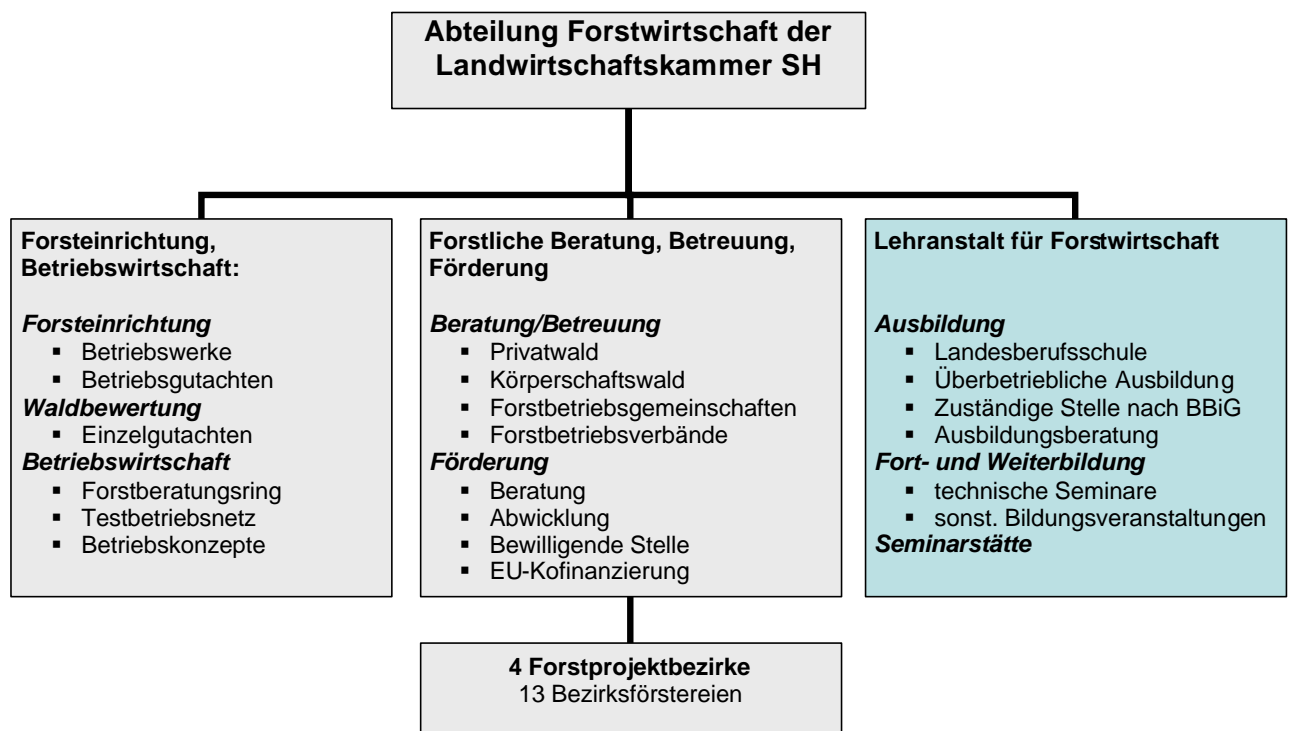 Abteilung Forstwirtschaft der
Landwirtschaftskammer SH
Forsteinrichtung,
Betriebswirtschaft:
Forsteinrichtung
▪ Betriebswerke
▪ Betriebsgutachten
Waldbewertung
▪ Einzelgutachten
Betriebswirtschaft
▪ Forstberatungsring
▪ Testbetriebsnetz
▪ Betriebskonzepte
Forstliche Beratung, Betreuung,
Förderung
Beratung/Betreuung
▪ Privatwald
▪ Körperschaftswald
▪ Forstbetriebsgemeinschaften
▪ Forstbetriebsverbände
Förderung
▪ Beratung
▪ Abwicklung
▪ Bewilligende Stelle
▪ EU-Kofinanzierung
Lehranstalt für Forstwirtschaft
Ausbildung
▪ Landesberufsschule
▪ Überbetriebliche Ausbildung
▪ Zuständige Stelle nach BBiG
▪ Ausbildungsberatung
Fort- und Weiterbildung
▪ technische Seminare
▪ sonst. Bildungsveranstaltungen
Seminarstätte
4 Forstprojektbezirke
13 Bezirksförstereien